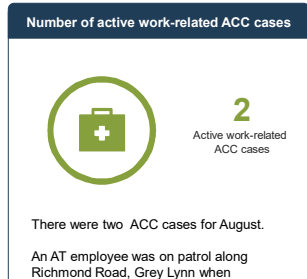 Number of active work-related ACC cases
2
Active work-related
ACC cases
There were two ACC cases for August.
An AT employee was on patrol along
Richmond Road, Grey Lynn when